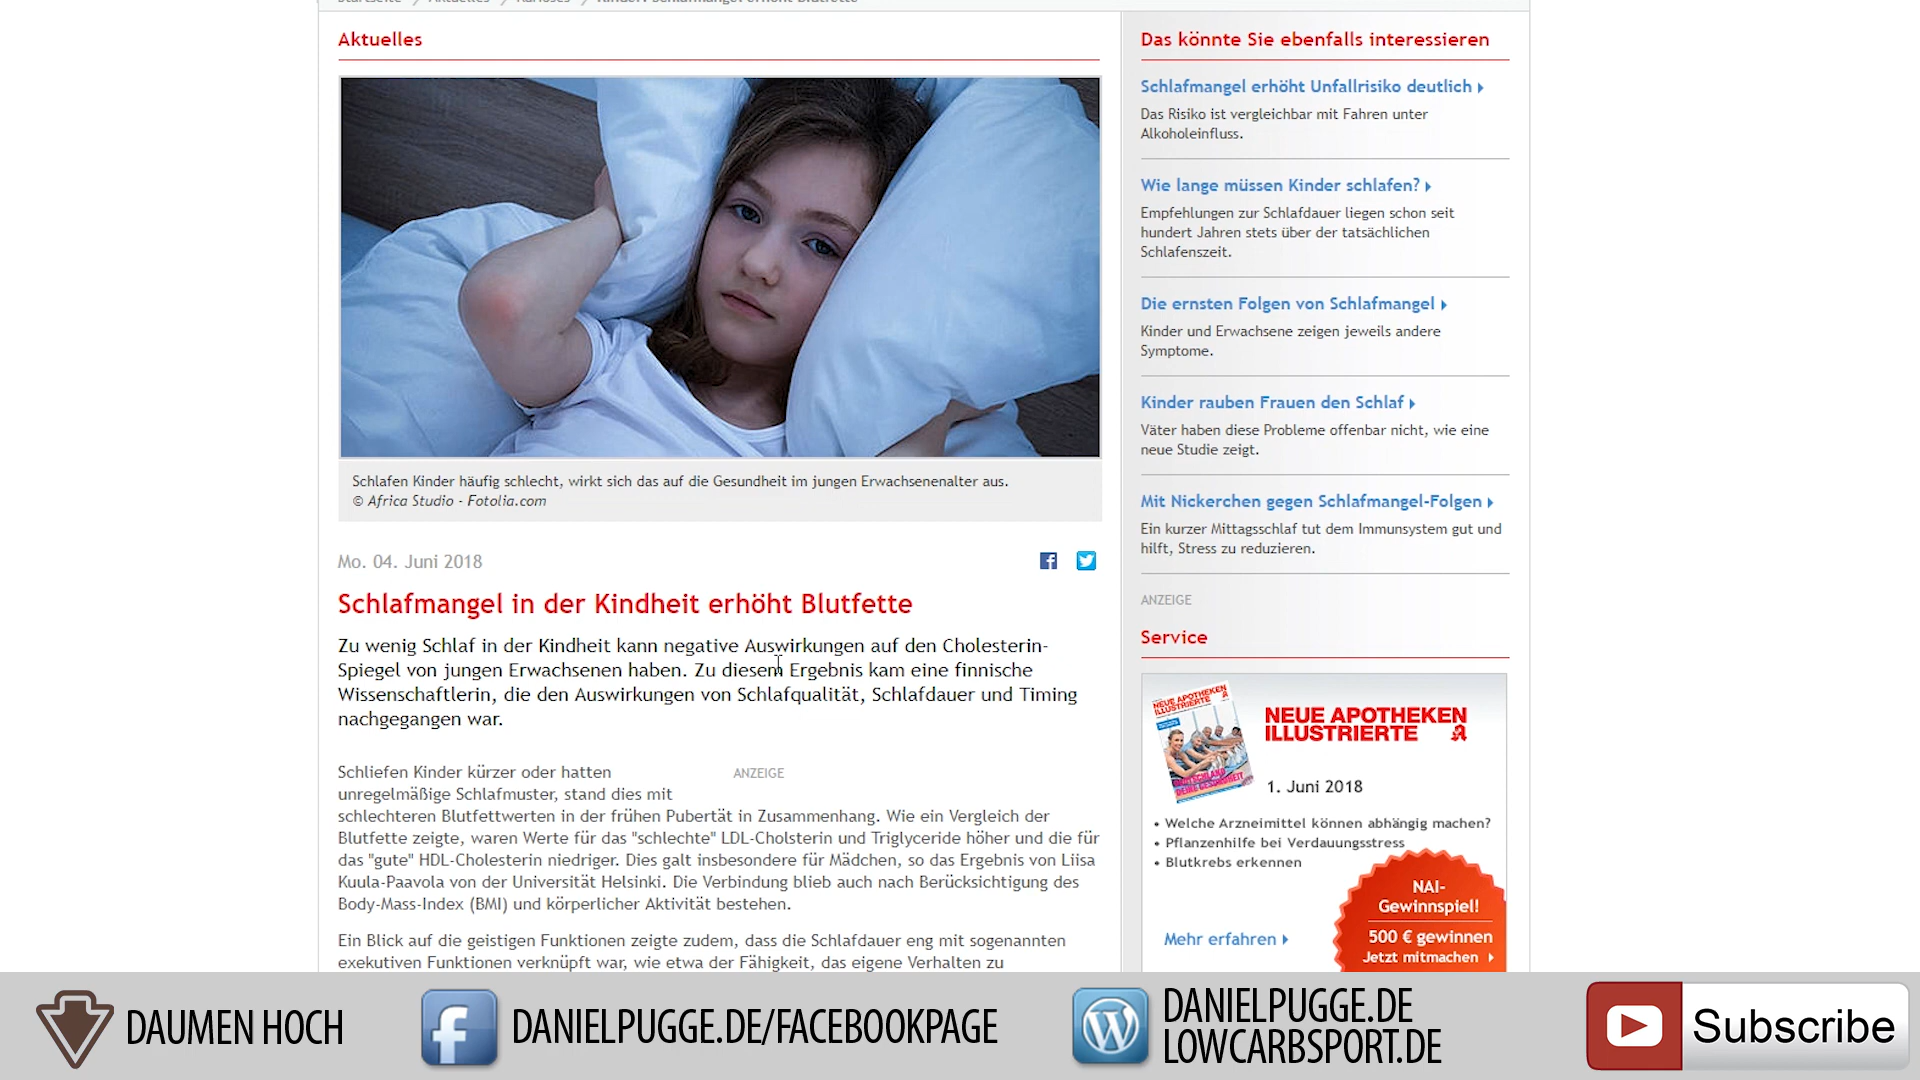 Startseite / Aktuelles / Kurioses / Kinder: Schlafmangel erhöht Blutfette
Aktuelles
Schlafen Kinder häufig schlecht, wirkt sich das auf die Gesundheit im jungen Erwachsenenalter aus.
© Africa Studio - Fotolia.com
Mo. 04. Juni 2018
Schlafmangel in der Kindheit erhöht Blutfette
Zu wenig Schlaf in der Kindheit kann negative Auswirkungen auf den Cholesterin-
Spiegel von jungen Erwachsenen haben. Zu diesem Ergebnis kam eine finnische
Wissenschaftlerin, die den Auswirkungen von Schlafqualität, Schlafdauer und Timing
nachgegangen war.
Schliefen Kinder kürzer oder hatten
ANZEIGE
unregelmäßige Schlafmuster, stand dies mit
schlechteren Blutfettwerten in der frühen Pubertät in Zusammenhang. Wie ein Vergleich der
Blutfette zeigte, waren Werte für das "schlechte" LDL-Cholsterin und Triglyceride höher und die für
das "gute" HDL-Cholesterin niedriger. Dies galt insbesondere für Mädchen, so das Ergebnis von Liisa
Kuula-Paavola von der Universität Helsinki. Die Verbindung blieb auch nach Berücksichtigung des
Body-Mass-Index (BMI) und körperlicher Aktivität bestehen.
Ein Blick auf die geistigen Funktionen zeigte zudem, dass die Schlafdauer eng mit sogenannten
exekutiven Funktionen verknüpft war, wie etwa der Fähigkeit, das eigene Verhalten zu
Das könnte Sie ebenfalls interessieren
Schlafmangel erhöht Unfallrisiko deutlich
Das Risiko ist vergleichbar mit Fahren unter
Alkoholeinfluss.
Wie lange müssen Kinder schlafen?
Empfehlungen zur Schlafdauer liegen schon seit
hundert Jahren stets über der tatsächlichen
Schlafenszeit.
Die ernsten Folgen von Schlafmangel
Kinder und Erwachsene zeigen jeweils andere
Symptome.
Kinder rauben Frauen den Schlaf
Väter haben diese Probleme offenbar nicht, wie eine
neue Studie zeigt.
Mit Nickerchen gegen Schlafmangel-Folgen
Ein kurzer Mittagsschlaf tut dem Immunsystem gut und
hilft, Stress zu reduzieren.
ANZEIGE
Service
NEUE APOTHEKEN
ILLUSTRIERTE
NEUE APOTHEKEN
ILLUSTRIERTE
1. Juni 2018
• Welche Arzneimittel können abhängig machen?
• Pflanzenhilfe bei Verdauungsstress
• Blutkrebs erkennen
NAI-
Gewinnspiel!
500 € gewinnen
Jetzt mitmachen
Mehr erfahren
DAUMEN HOCH
DANIELPUGGE.DE/FACEBOOKPAGE
DANIELPUGGE.DE
LOWCARBSPORT.DE
Subscribe